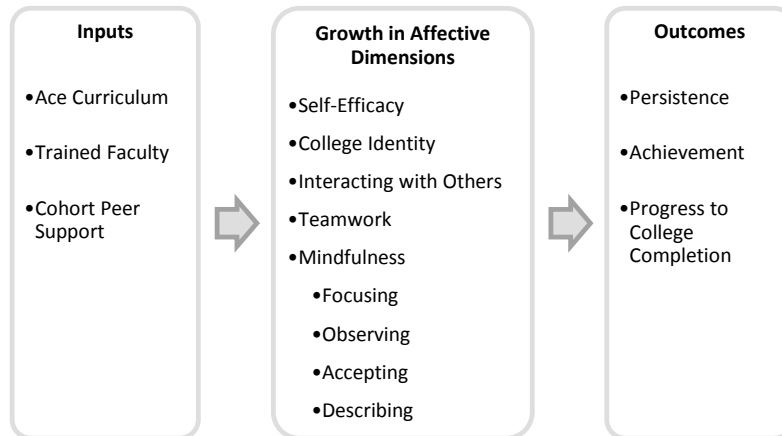 Inputs
•Ace Curriculum
•Trained Faculty
•Cohort Peer
Support
Growth in Affective
Dimensions
•Self-Efficacy
•College Identity
•Interacting with Others
•Teamwork
•Mindfulness
•Focusing
•Observing
•Accepting
•Describing
Outcomes
•Persistence
•Achievement
•Progress to
College
Completion